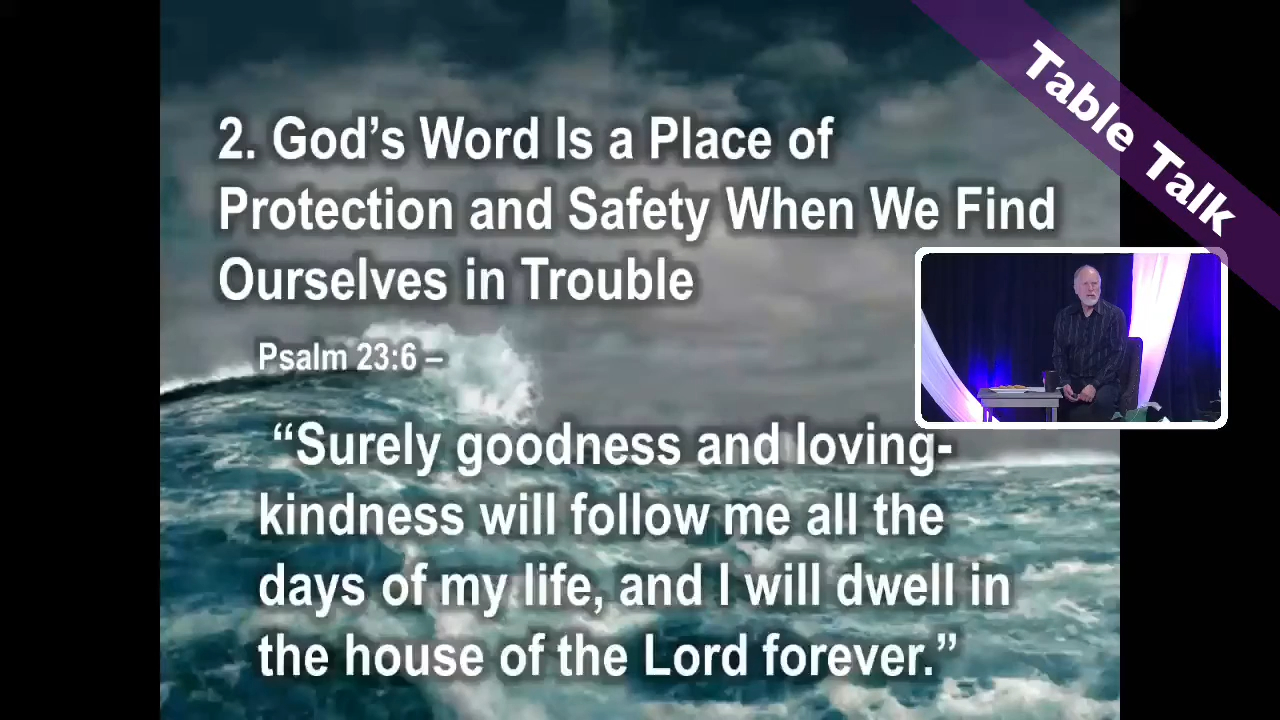 Table Talk
2. God’s Word Is a Place of
Protection and Safety When We Find
Ourselves in Trouble
Psalm 23:6 –
“Surely goodness and loving-
kindness will follow me all the
days of my life, and I will dwell in
the house of the Lord forever.”